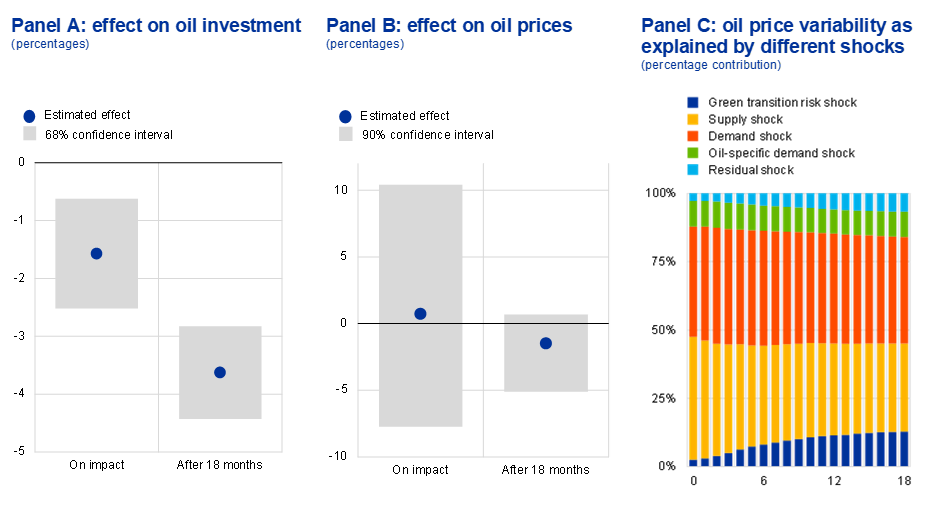 Panel A: effect on oil investment
(percentages)
Estimated effect
68% confidence interval
0
-1
-2
-3
-4
-5
On impact
After 18 months
Panel B: effect on oil prices
(percentages)
Estimated effect
90% confidence interval
10
5
0
-5
-10
On impact
After 18 months
Panel C: oil price variability as
explained by different shocks
(percentage contribution)
Green transition risk shock
Supply shock
Demand shock
Oil-specific demand shock
Residual shock
100%
75%
50%
25%
0%
0
6
12
18